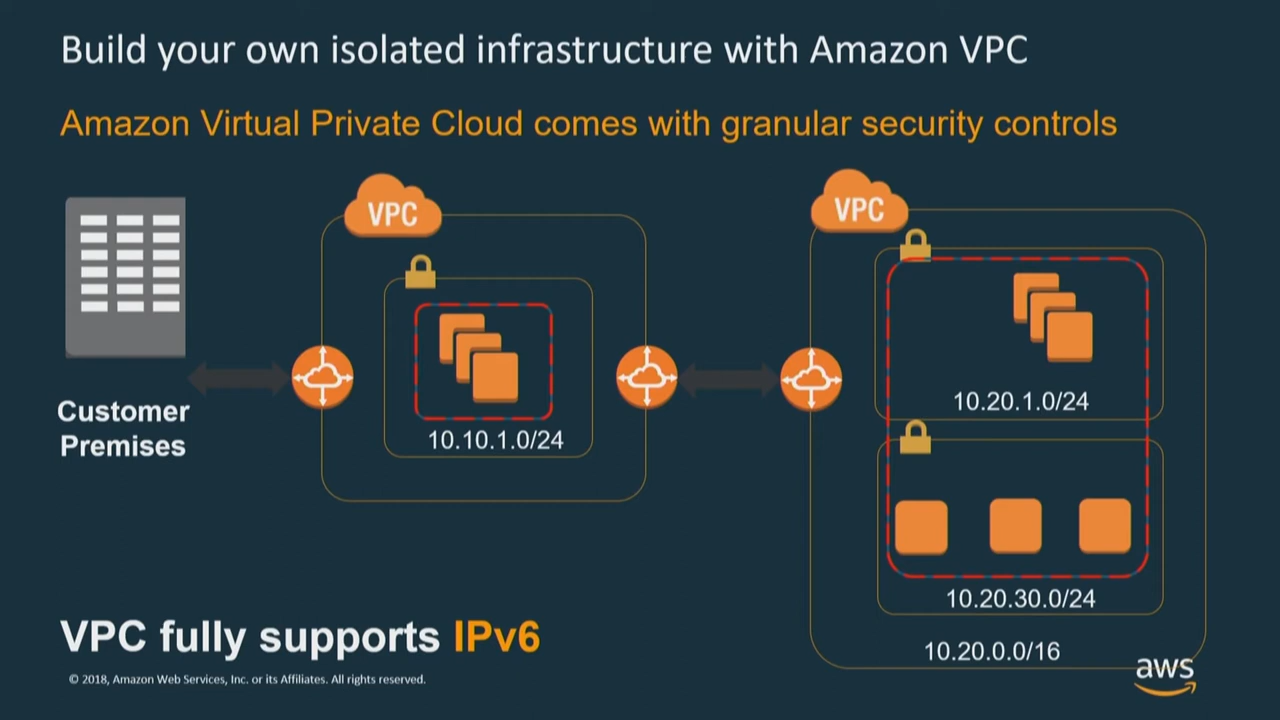 Build your own isolated infrastructure with Amazon VPC
Amazon Virtual Private Cloud comes with granular security controls
VPC
VPC
Customer
Premises
10.10.1.0/24
10.20.1.0/24
10.20.30.0/24
10.20.0.0/16
VPC fully supports IPv6
© 2018, Amazon Web Services, Inc. or its Affiliates. All rights reserved.
aws